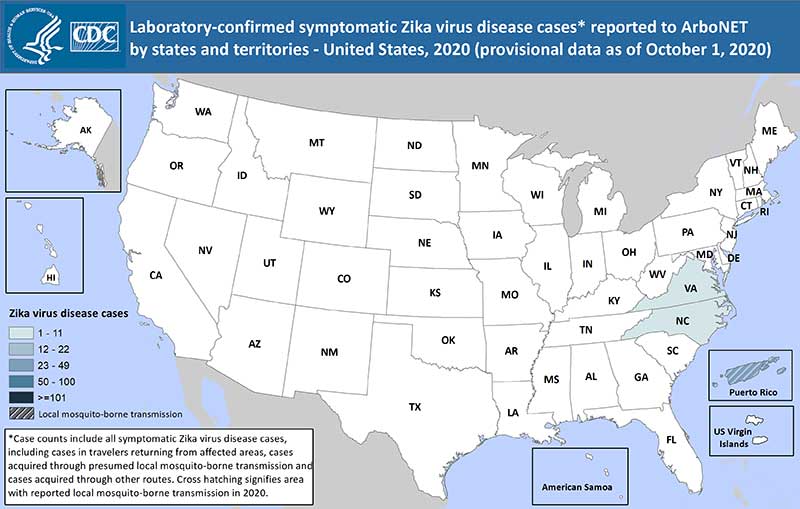 CDC
Laboratory-confirmed symptomatic Zika virus disease cases* reported to ArboNET
by states and territories - United States, 2020 (provisional data as of October 1, 2020)
AK
WA
MT
ND
MN
ME
VT
NH
OR
ID
SD
WI
MI
NY
MA
CT
RI
WY
IA
PA
NJ
NE
OH
MD
DE
HI
NV
UT
CO
IL
IN
WV
VA
CA
KS
MO
KY
NC
TN
AZ
NM
OK
AR
SC
MS
AL
GA
TX
LA
FL
Zika virus disease cases
1 - 11
12 - 22
23 - 49
50 - 100
>=101
Local mosquito-borne transmission
Puerto Rico
US Virgin
Islands
American Samoa
*Case counts include all symptomatic Zika virus disease cases,
including cases in travelers returning from affected areas, cases
acquired through presumed local mosquito-borne transmission and
cases acquired through other routes. Cross hatching signifies area
with reported local mosquito-borne transmission in 2020.